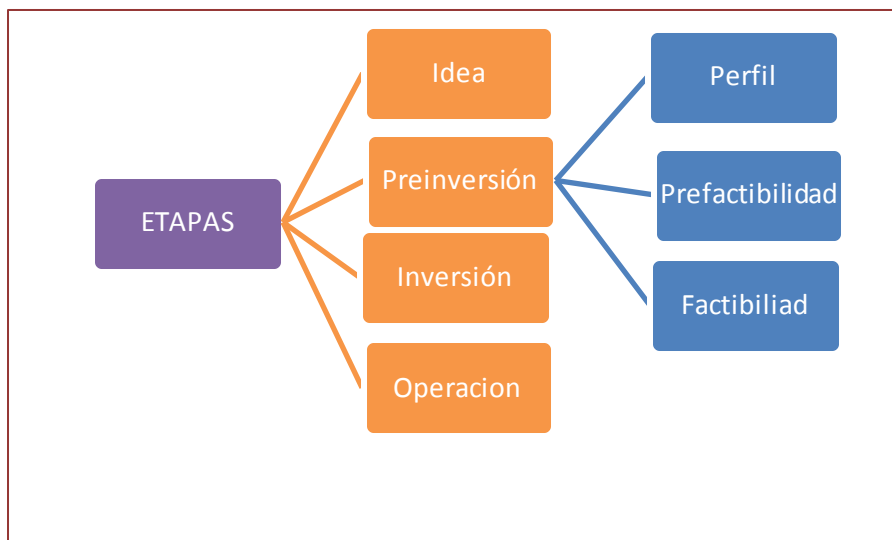 ETAPAS
Idea
Preinversión
Inversión
Operacion
Perfil
Prefactibilidad
Factibiliad